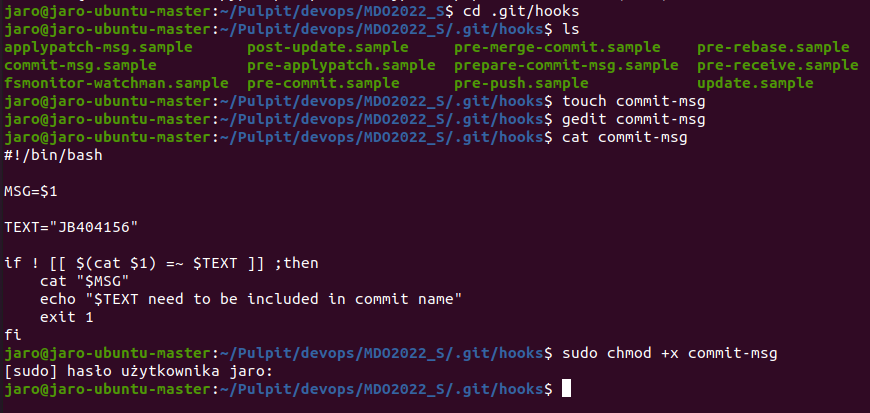 jaro@jaro-ubuntu-master:~/Pulpit/devops/MDO2022_S$ cd .git/hooks
jaro@jaro-ubuntu-master:~/Pulpit/devops/MDO2022_S/.git/hooks$ ls
applypatch-msg.sample      post-update.sample     pre-merge-commit.sample    pre-rebase.sample
commit-msg.sample          pre-applypatch.sample  prepare-commit-msg.sample  pre-receive.sample
fsmonitor-watchman.sample  pre-commit.sample      pre-push.sample            update.sample
jaro@jaro-ubuntu-master:~/Pulpit/devops/MDO2022_S/.git/hooks$ touch commit-msg
jaro@jaro-ubuntu-master:~/Pulpit/devops/MDO2022_S/.git/hooks$ gedit commit-msg
jaro@jaro-ubuntu-master:~/Pulpit/devops/MDO2022_S/.git/hooks$ cat commit-msg
#!/bin/bash

MSG=$1

TEXT="JB404156"

if ! [[ $(cat $1) =~ $TEXT ]] ;then
    cat "$MSG"
    echo "$TEXT need to be included in commit name"
    exit 1
fi
jaro@jaro-ubuntu-master:~/Pulpit/devops/MDO2022_S/.git/hooks$ sudo chmod +x commit-msg
[sudo] hasło użytkownika jaro:
jaro@jaro-ubuntu-master:~/Pulpit/devops/MDO2022_S/.git/hooks$